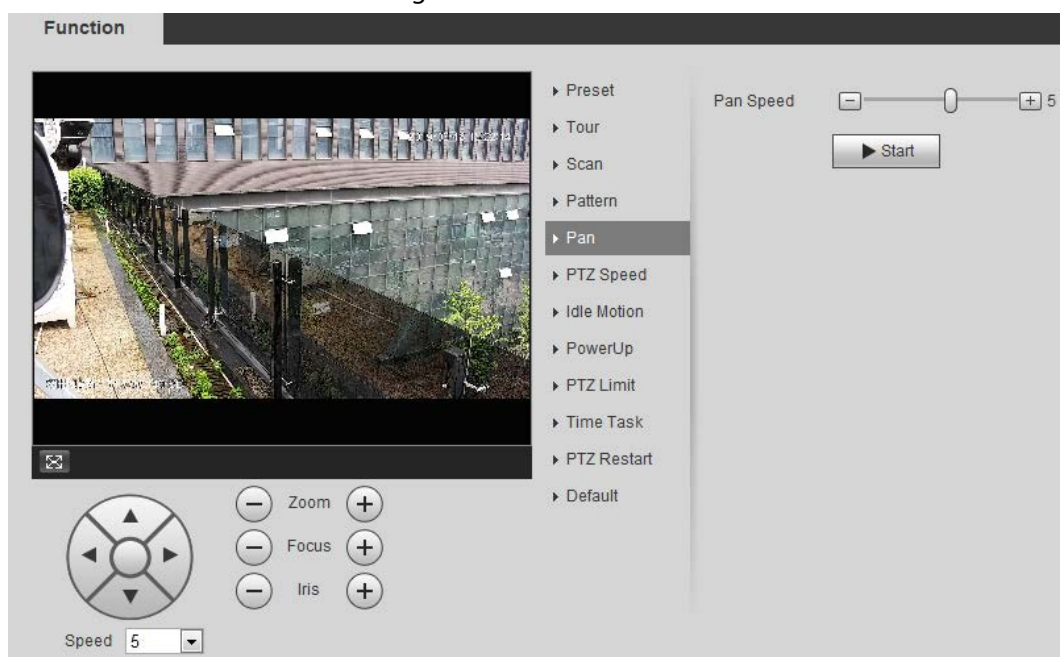 Function
Preset
Tour
Scan
Pattern
Pan
PTZ Speed
Idle Motion
PowerUp
PTZ Limit
Time Task
PTZ Restart
Default
Pan Speed 5
Start
Zoom
Focus
Iris
Speed 5